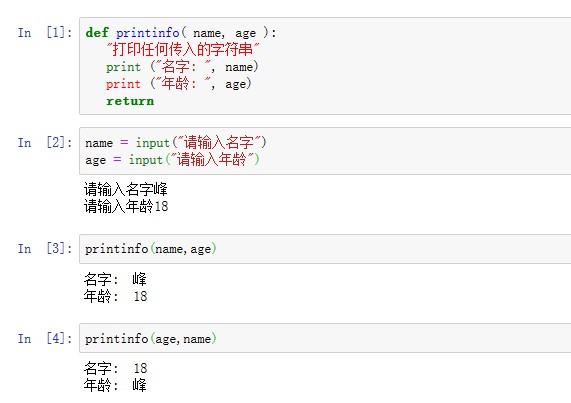 In [1]: def printinfo( name, age ):
"打印任何传入的字符串"
print ("名字: ", name)
print ("年龄: ", age)
return
In [2]: name = input("请输入名字")
age = input("请输入年龄")
请输入名字峰
请输入年龄18
In [3]: printinfo(name,age)
名字:  峰
年龄:  18
In [4]: printinfo(age,name)
名字:  18
年龄:  峰